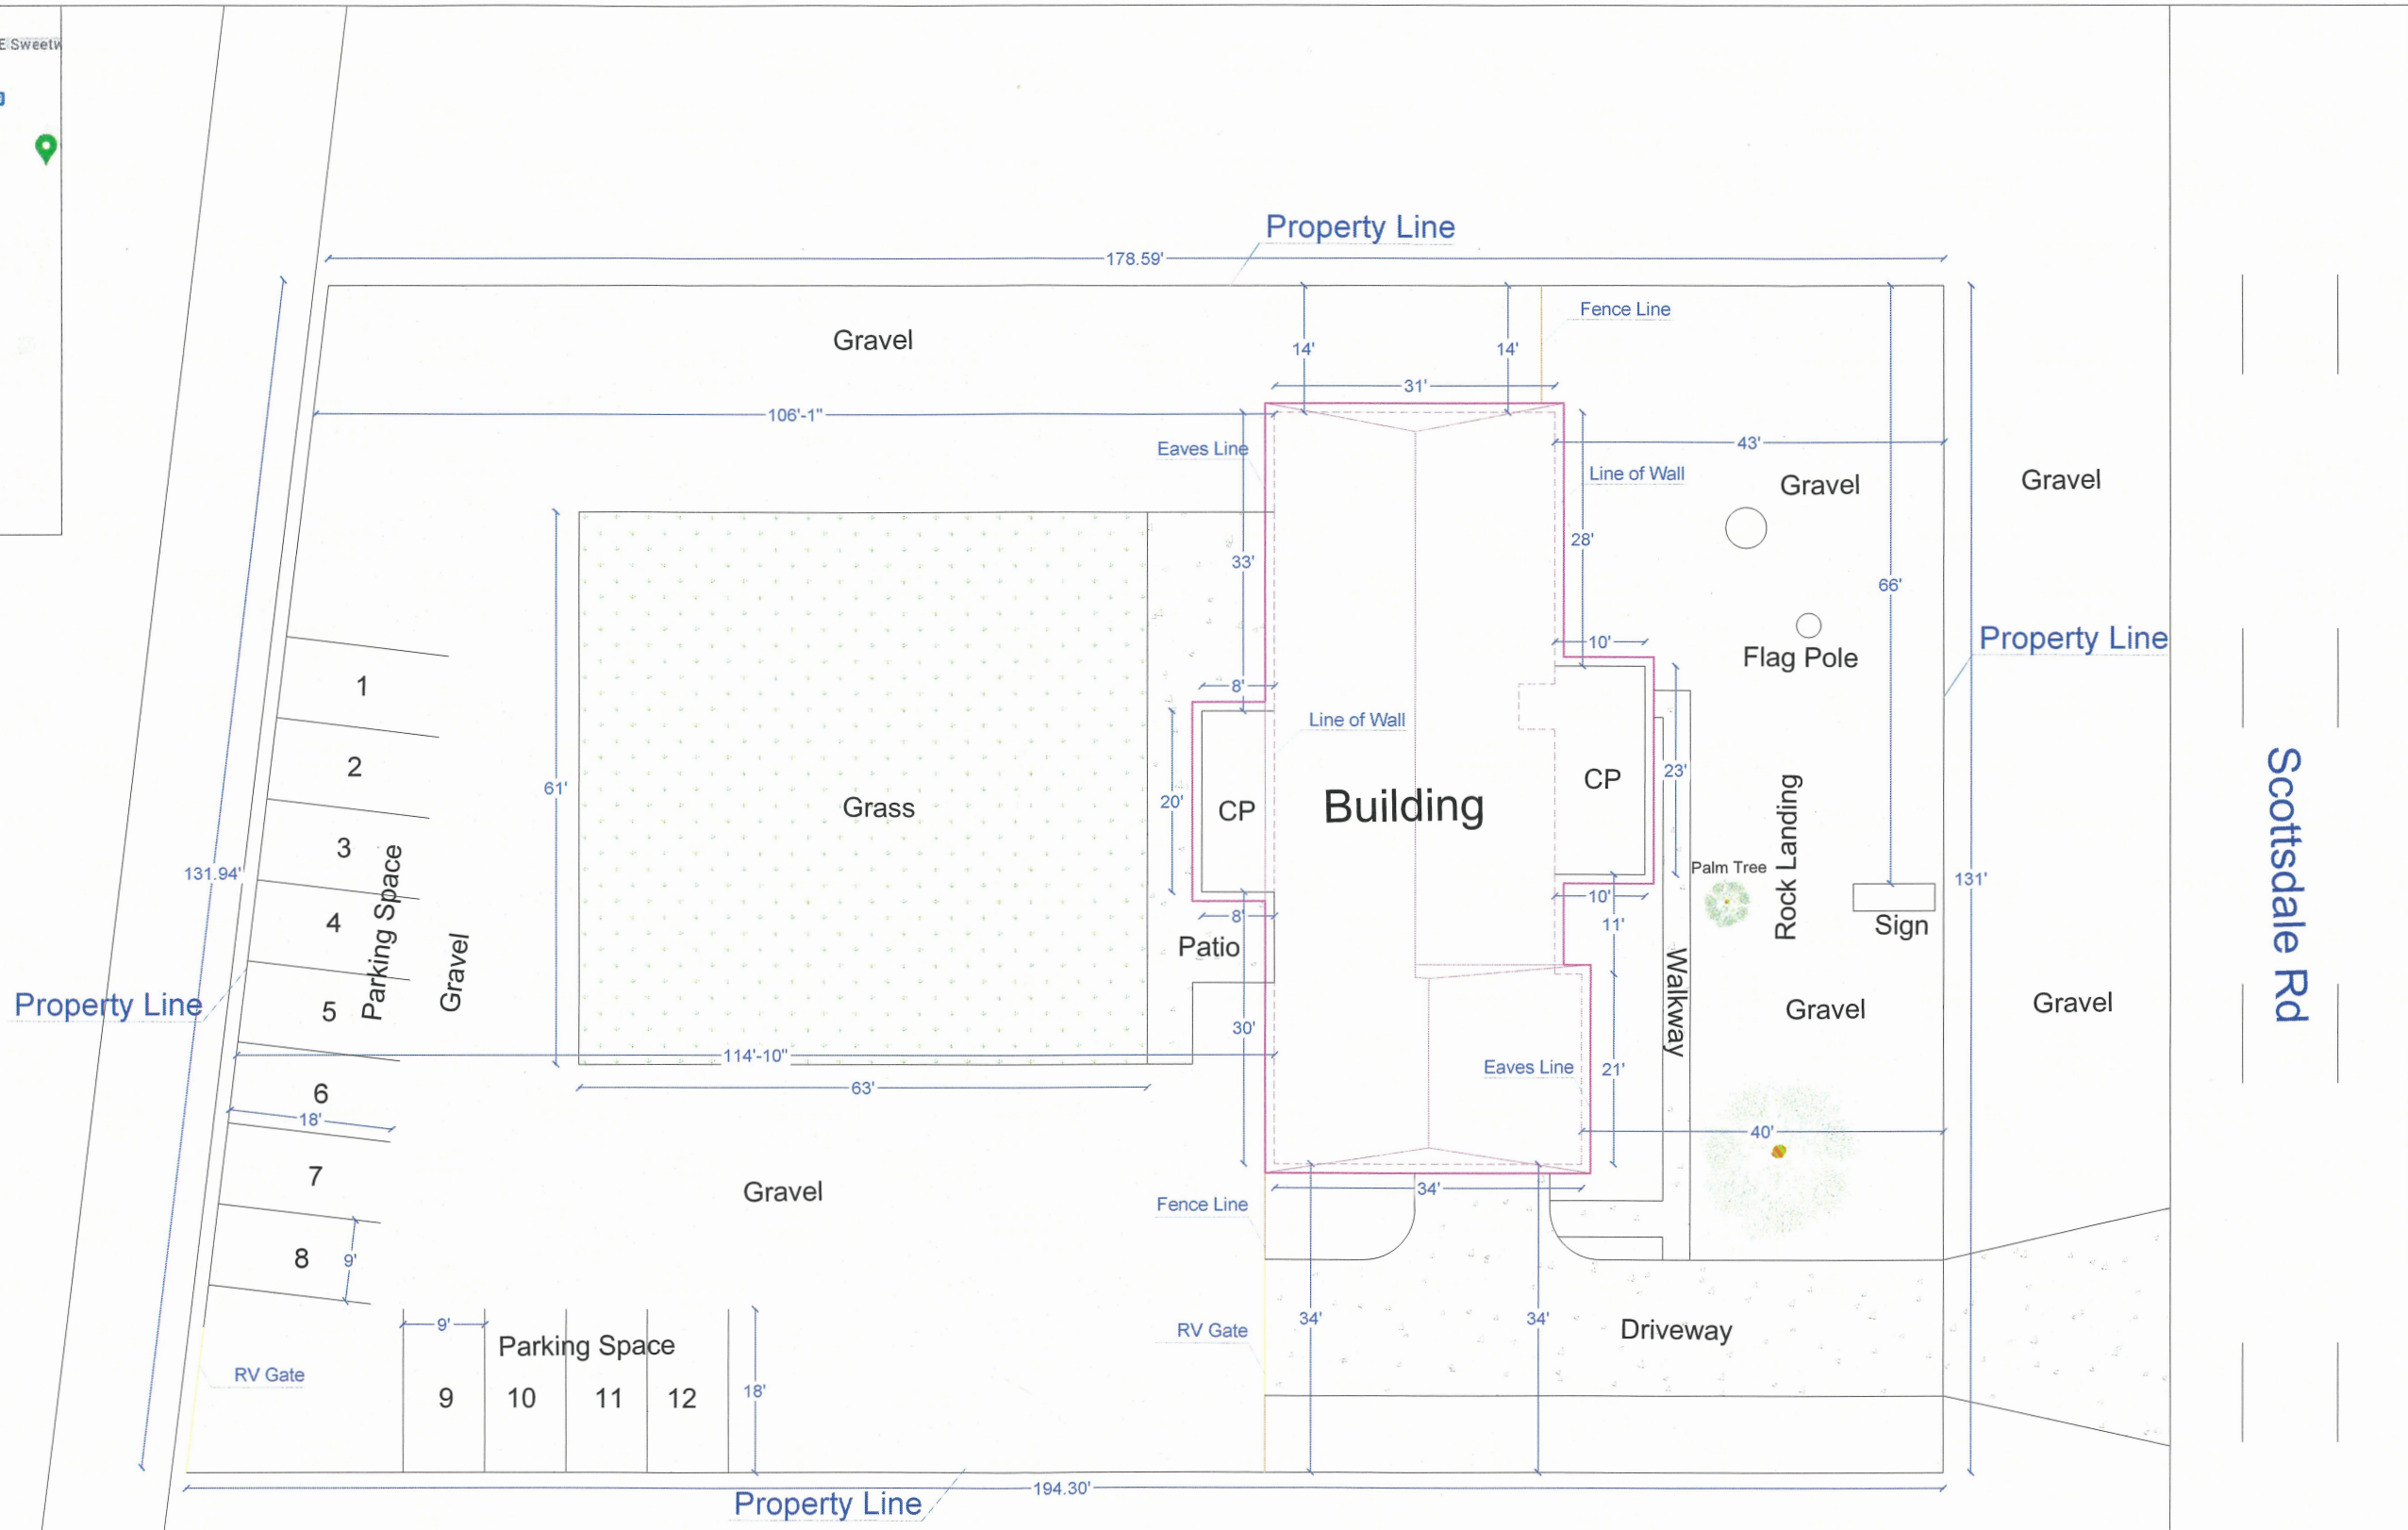 E Sweetw
Property Line
178.59'
Fence Line
Gravel
14'
14'
31'
106'-1"
43'
Eaves Line
Line of Wall
Gravel
Gravel
33'
28'
66'
10'
Flag Pole
Property Line
1
8'
Line of Wall
2
61'
Grass
20'
CP
Building
CP
23'
Rock Landing
Scottsdale Rd
3
Parking Space
131.94'
Palm Tree
131'
4
Gravel
8'
10'
11'
Sign
Patio
Walkway
Property Line
5
30'
Gravel
Gravel
114'-10"
Eaves Line
21'
63'
6
18'
40'
7
Gravel
34'
Fence Line
8
9'
9'
Parking Space
34'
34'
RV Gate
Driveway
RV Gate
9
10
11
12
18'
194.30'
Property Line